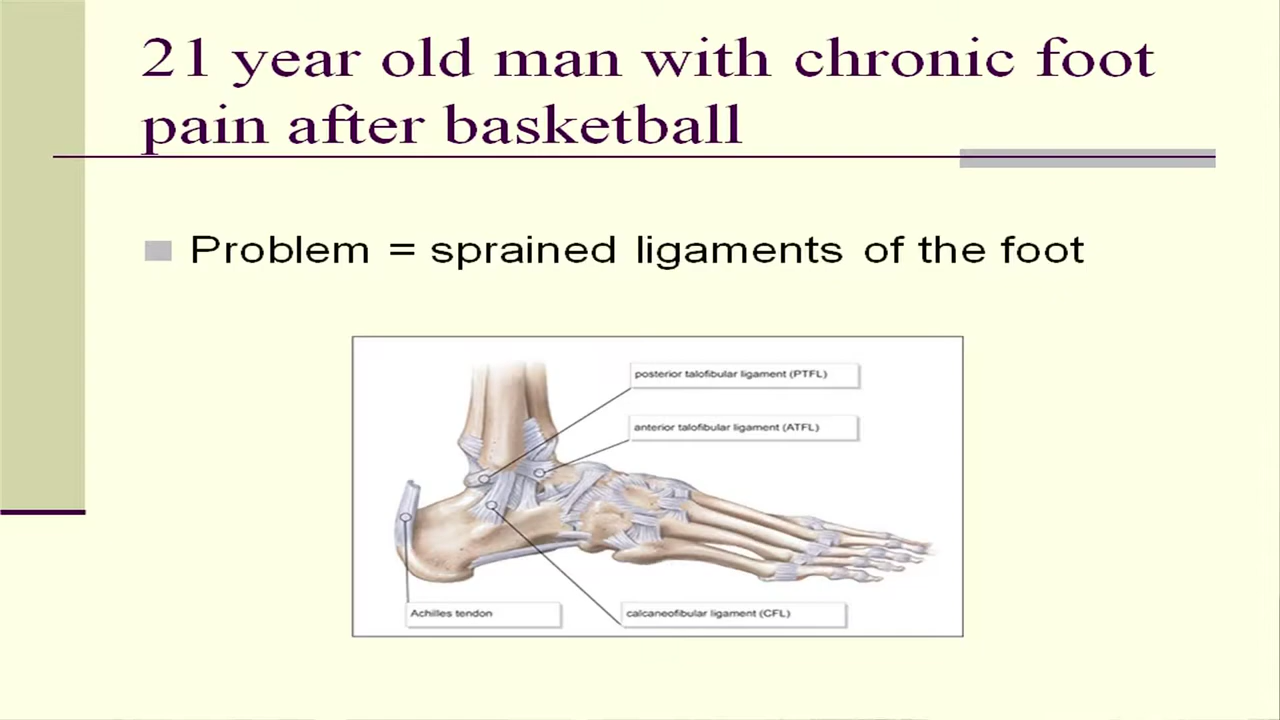 21 year old man with chronic foot
pain after basketball
Problem = sprained ligaments of the foot
posterior talofibular ligament (PTFL)
anterior talofibular ligament (ATFL)
Achilles tendon
calcaneofibular ligament (CFL)